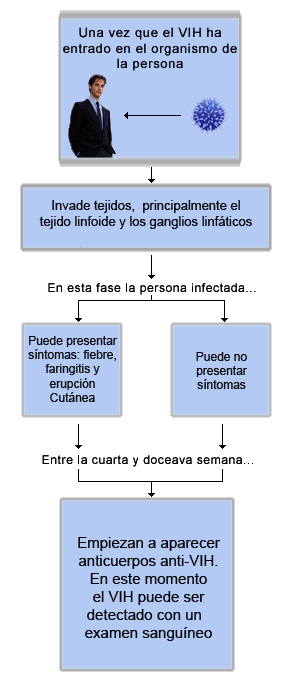 Una vez que el VIH ha
entrado en el organismo de
la persona
Invade tejidos, principalmente el
tejido linfoide y los ganglios linfáticos
En esta fase la persona infectada...
Puede presentar
síntomas: fiebre,
faringitis y
erupción
Cutánea
Puede no
presentar
síntomas
Entre la cuarta y doceava semana...
Empiezan a aparecer
anticuerpos anti-VIH.
En este momento
el VIH puede ser
detectado con un
examen sanguíneo